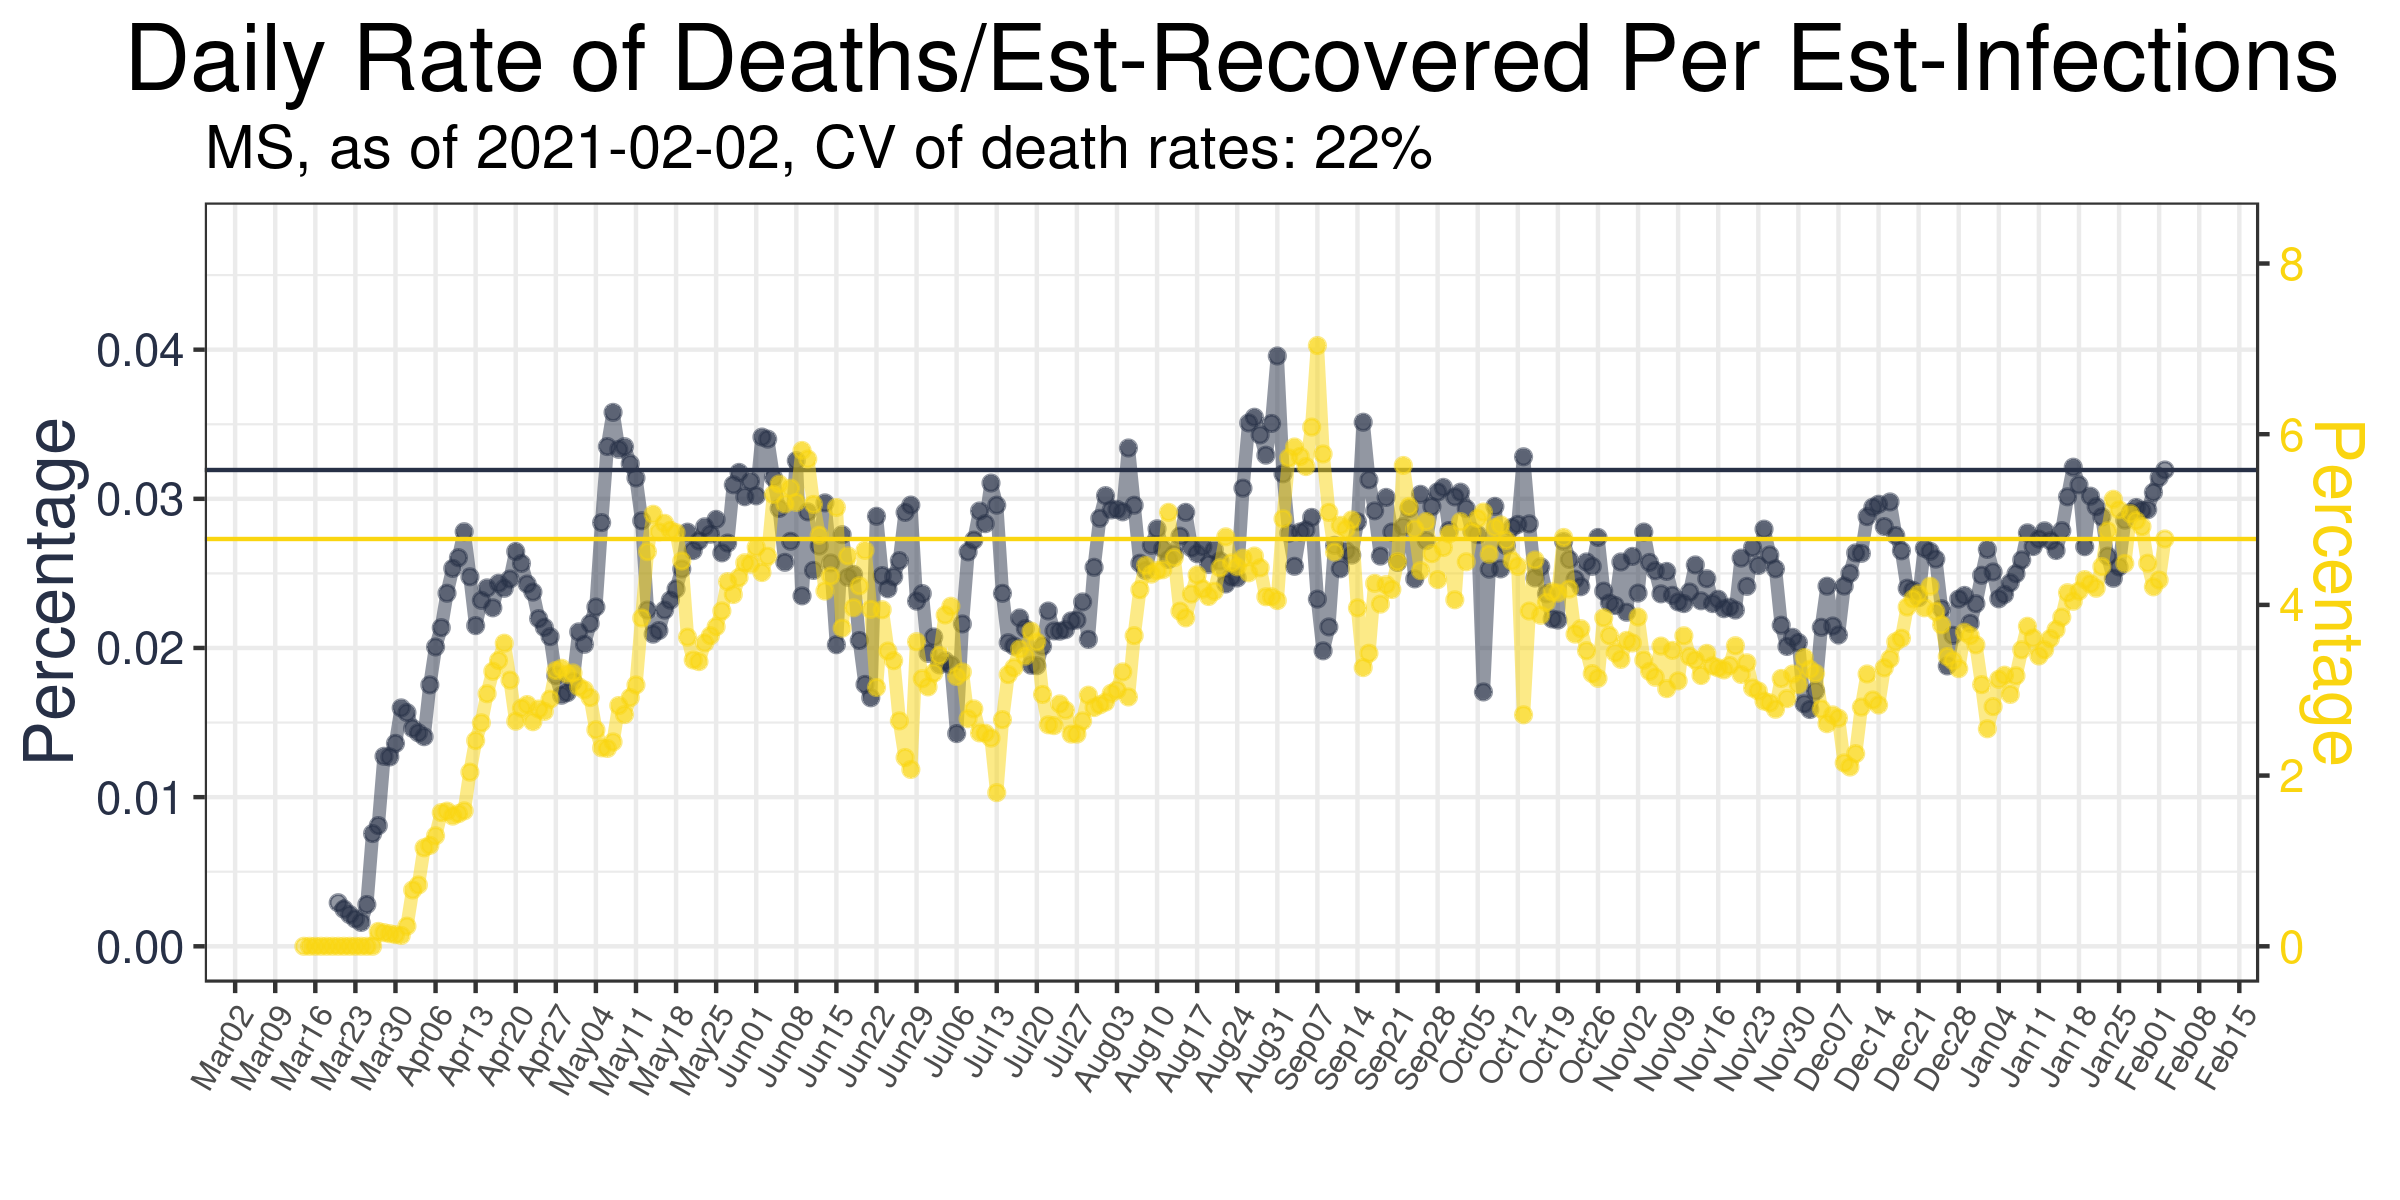 Daily Rate of Deaths/Est-Recovered Per Est-Infections
MS, as of 2021-02-02, CV of death rates: 22%
Percentage
0.04
0.03
0.02
0.01
0.00
8
6
4
2
0
Percentage
Mar02
Mar09
Mar16
Mar23
Mar30
Apr06
Apr13
Apr20
Apr27
May04
May11
May18
May25
Jun01
Jun08
Jun15
Jun22
Jun29
Jul06
Jul13
Jul20
Jul27
Aug03
Aug10
Aug17
Aug24
Aug31
Sep07
Sep14
Sep21
Sep28
Oct05
Oct12
Oct19
Oct26
Nov02
Nov09
Nov16
Nov23
Nov30
Dec07
Dec14
Dec21
Dec28
Jan04
Jan11
Jan18
Jan25
Feb01
Feb08
Feb15